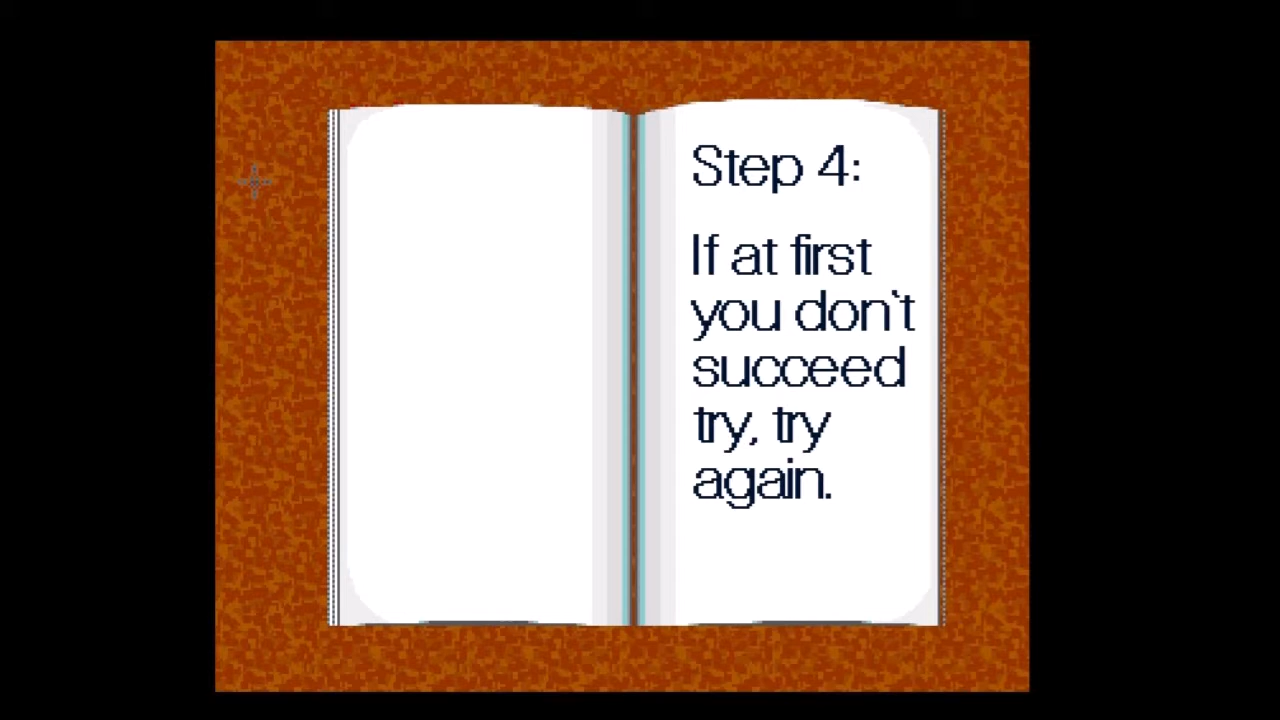 Step 4:
If at first
you don't
succeed
try, try
again.